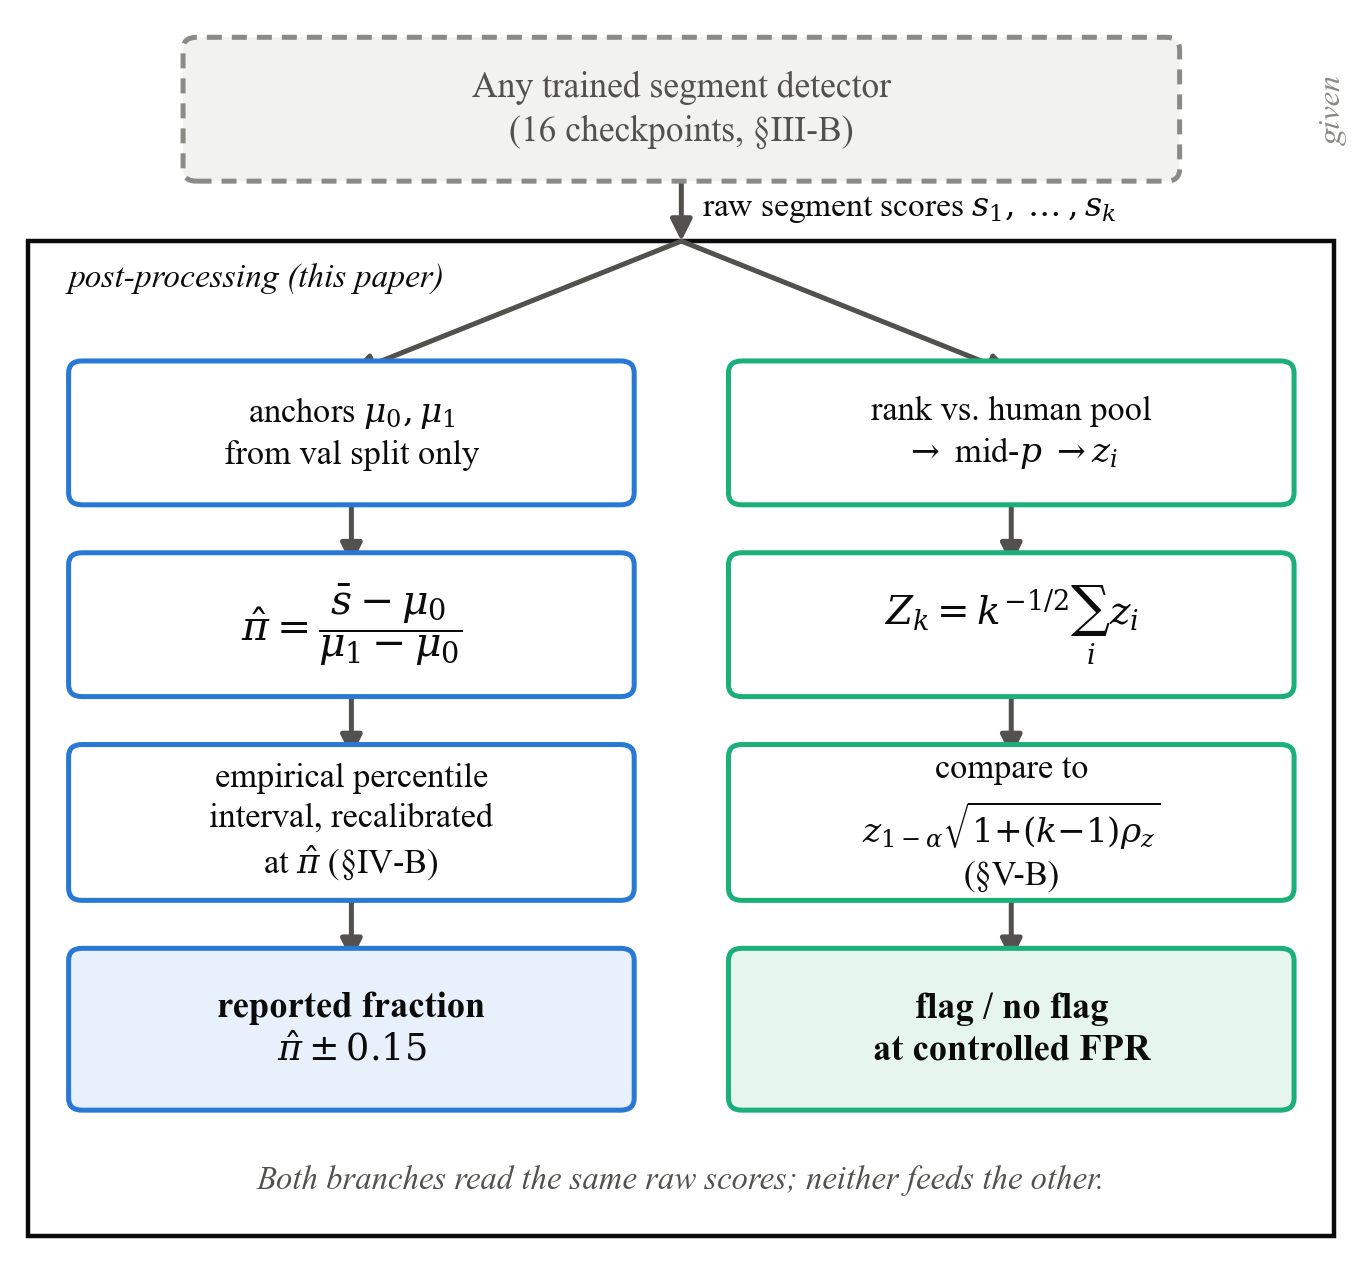 Any trained segment detector
(16 checkpoints, §III-B)
given
raw segment scores s₁, …, sₖ
post-processing (this paper)
anchors μ₀, μ₁
from val split only
π̂ = (s̄ − μ₀) / (μ₁ − μ₀)
empirical percentile
interval, recalibrated
at π̂ (§IV-B)
reported fraction
π̂ ± 0.15
rank vs. human pool
→ mid-p → zᵢ
Zₖ = k^{−1/2} ∑ᵢ zᵢ
compare to
z_{1−α} √(1+(k−1)ρ_z)
(§V-B)
flag / no flag
at controlled FPR
Both branches read the same raw scores; neither feeds the other.